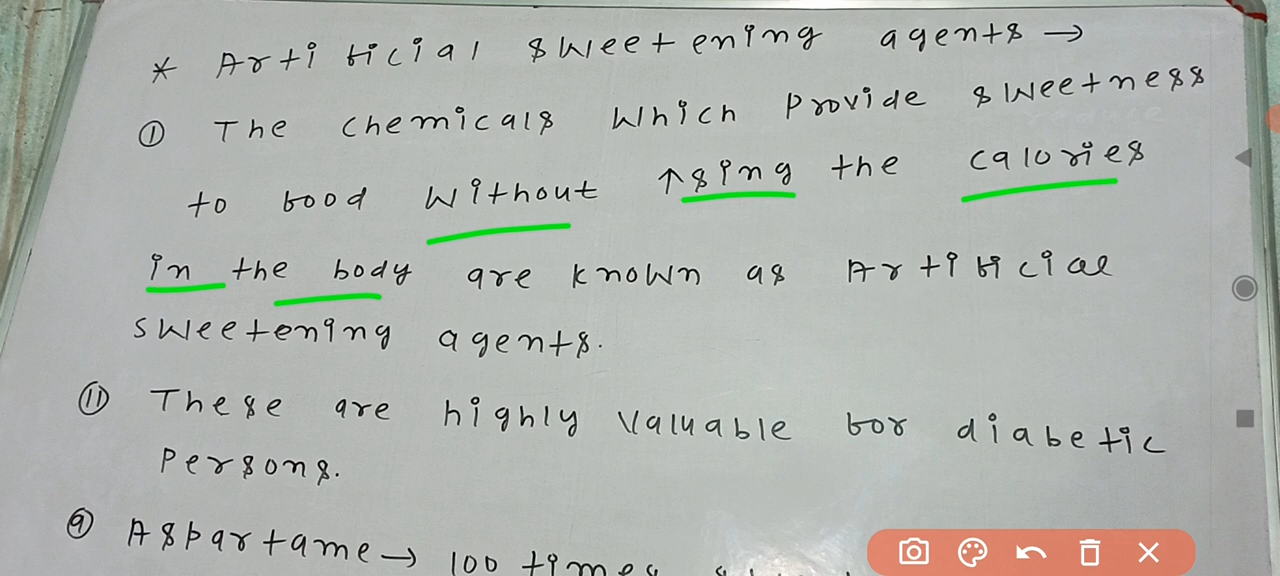 * Artificial sweetening agents →
① The chemicals which provide sweetness
to food without ↑sing the calories
in the body are known as Artificial
sweetening agents.
⑪ These are highly valuable for diabetic
persons.
ⓐ Aspartame → 100 times